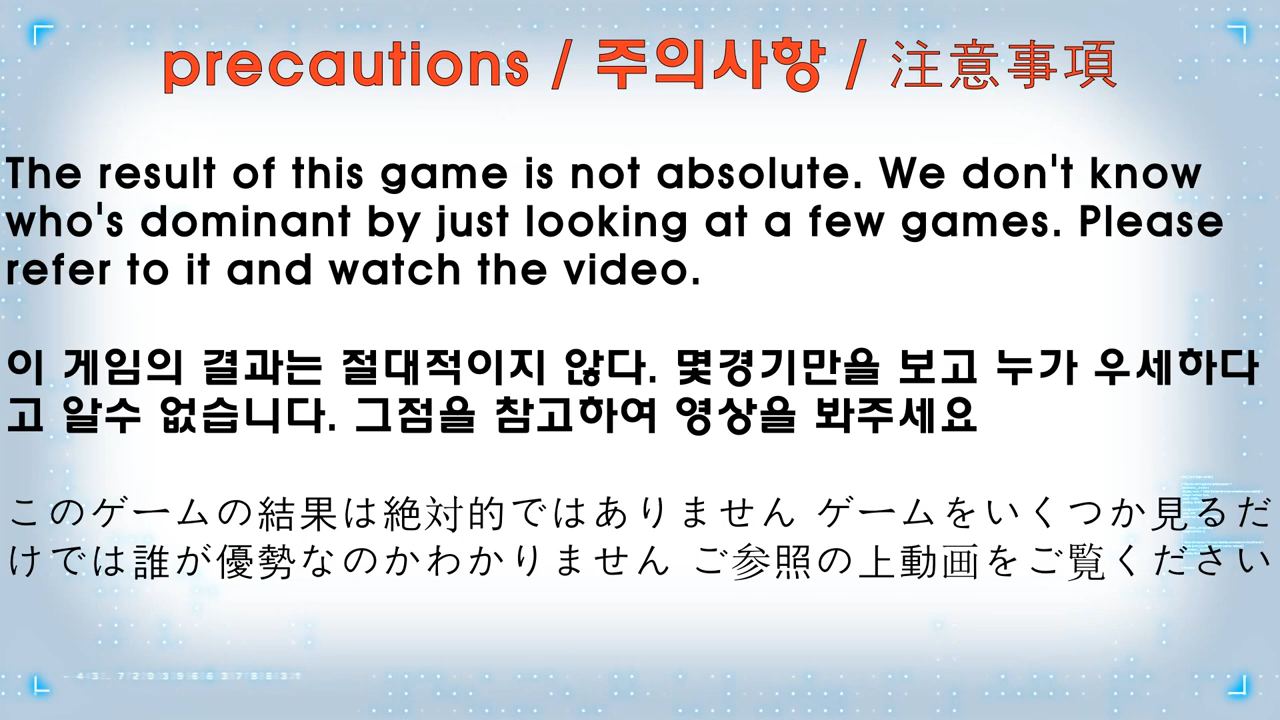 precautions / 주의사항 / 注意事項
The result of this game is not absolute. We don't know
who's dominant by just looking at a few games. Please
refer to it and watch the video.
이 게임의 결과는 절대적이지 않다. 몇경기만을 보고 누가 우세하다
고 알수 없습니다. 그점을 참고하여 영상을 봐주세요
このゲームの結果は絶対的ではありません ゲームをいくつか見るだ
けでは誰が優勢なのかわかりません ご参照の上動画をご覧ください